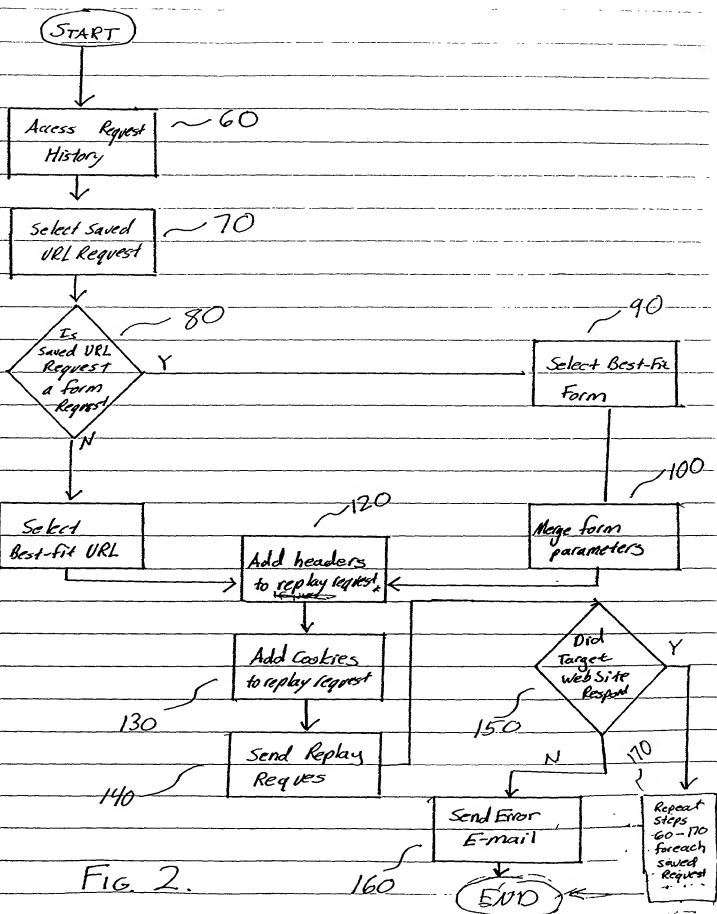 START
Access Request
History
60
Select Saved
URL Request
70
Is
Saved URL
Request
a form
Request
80
Y
N
90
Select Best-Fit
Form
100
Merge form
parameters
Select
Best-fit URL
120
Add headers
to replay request
Add Cookies
to replay request
130
Send Replay
Reques
140
Did
Target
Web Site
Respond
150
Y
N
170
Repeat
Steps
60-170
foreach
saved
Request
Send Error
E-mail
160
END
FIG. 2.